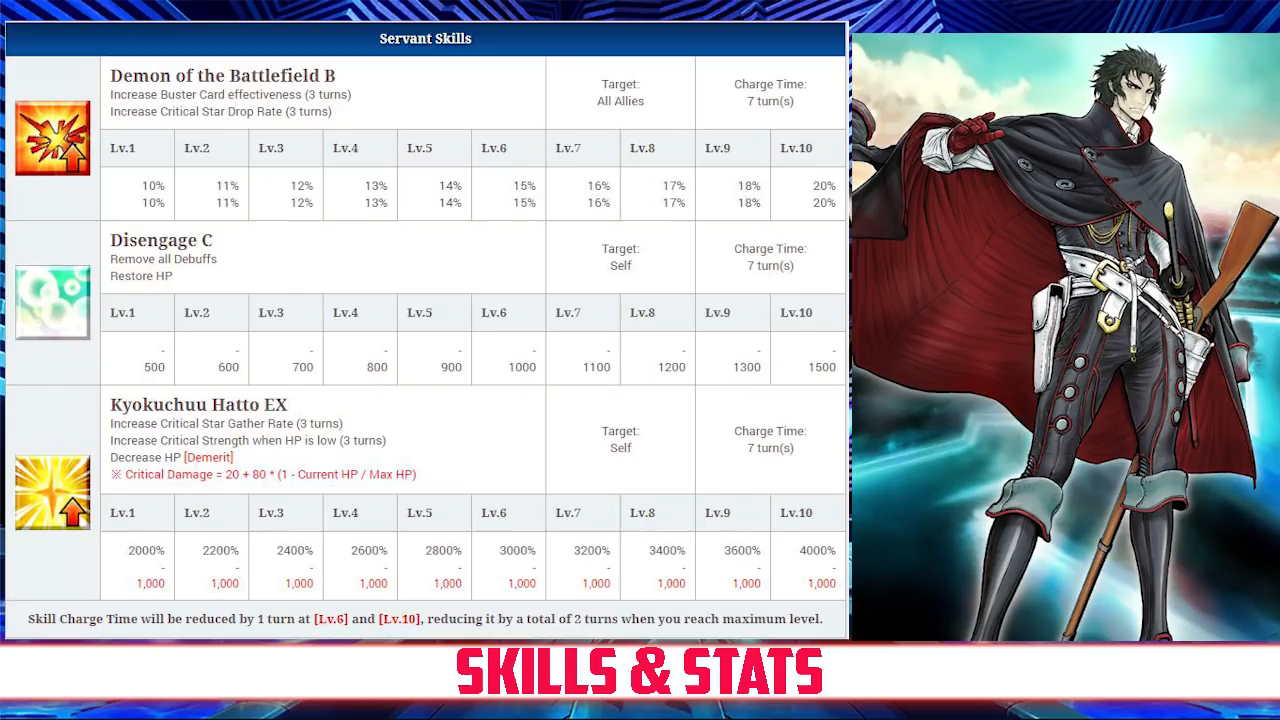 Servant Skills
Demon of the Battlefield B
Increase Buster Card effectiveness (3 turns)
Increase Critical Star Drop Rate (3 turns)
Target:
All Allies
Charge Time:
7 turn(s)
Lv.1 Lv.2 Lv.3 Lv.4 Lv.5 Lv.6 Lv.7 Lv.8 Lv.9 Lv.10
10% 11% 12% 13% 14% 15% 16% 17% 18% 20%
10% 11% 12% 13% 14% 15% 16% 17% 18% 20%
Disengage C
Remove all Debuffs
Restore HP
Target:
Self
Charge Time:
7 turn(s)
Lv.1 Lv.2 Lv.3 Lv.4 Lv.5 Lv.6 Lv.7 Lv.8 Lv.9 Lv.10
- - - - - - - - - -
500 600 700 800 900 1000 1100 1200 1300 1500
Kyokuchuu Hatto EX
Increase Critical Star Gather Rate (3 turns)
Increase Critical Strength when HP is low (3 turns)
Decrease HP [Demerit]
※ Critical Damage = 20 + 80 * (1 - Current HP / Max HP)
Target:
Self
Charge Time:
7 turn(s)
Lv.1 Lv.2 Lv.3 Lv.4 Lv.5 Lv.6 Lv.7 Lv.8 Lv.9 Lv.10
2000% 2200% 2400% 2600% 2800% 3000% 3200% 3400% 3600% 4000%
- - - - - - - - - -
1,000 1,000 1,000 1,000 1,000 1,000 1,000 1,000 1,000 1,000
Skill Charge Time will be reduced by 1 turn at [Lv.6] and [Lv.10], reducing it by a total of 2 turns when you reach maximum level.
SKILLS & STATS